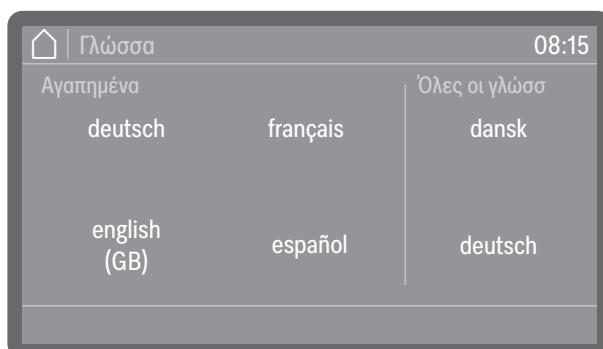 Γλώσσα 08:15
Αγαπημένα Όλες οι γλώσσ
deutsch français dansk
english
(GB) español deutsch